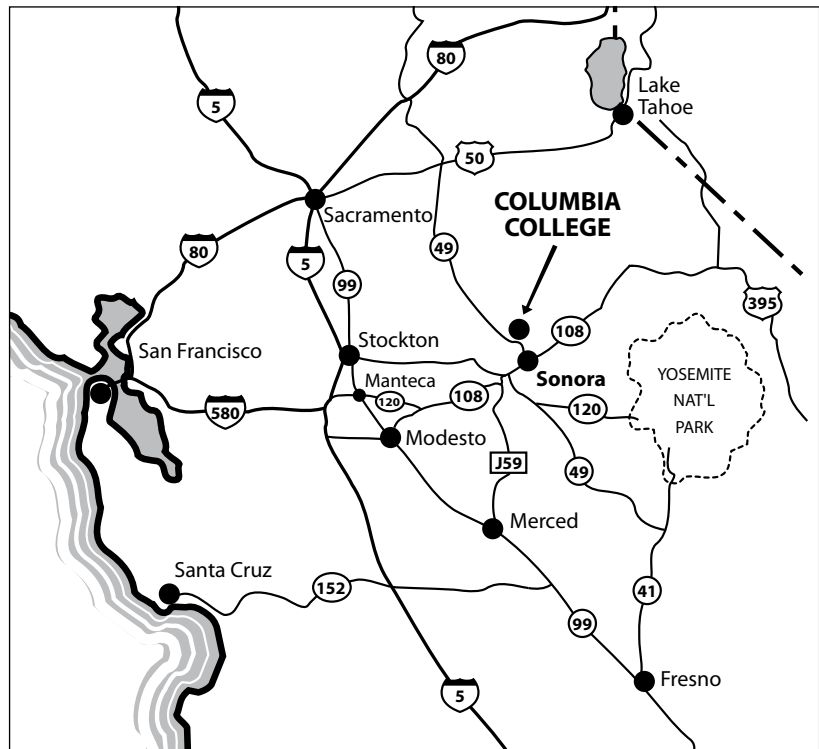 80
5
Lake
Tahoe
50
Sacramento
COLUMBIA
COLLEGE
80
5
49
99
395
108
San Francisco
Stockton
Sonora
YOSEMITE
NAT'L
PARK
Manteca
120
108
120
580
Modesto
J59
49
Merced
Santa Cruz
152
41
99
Fresno
5